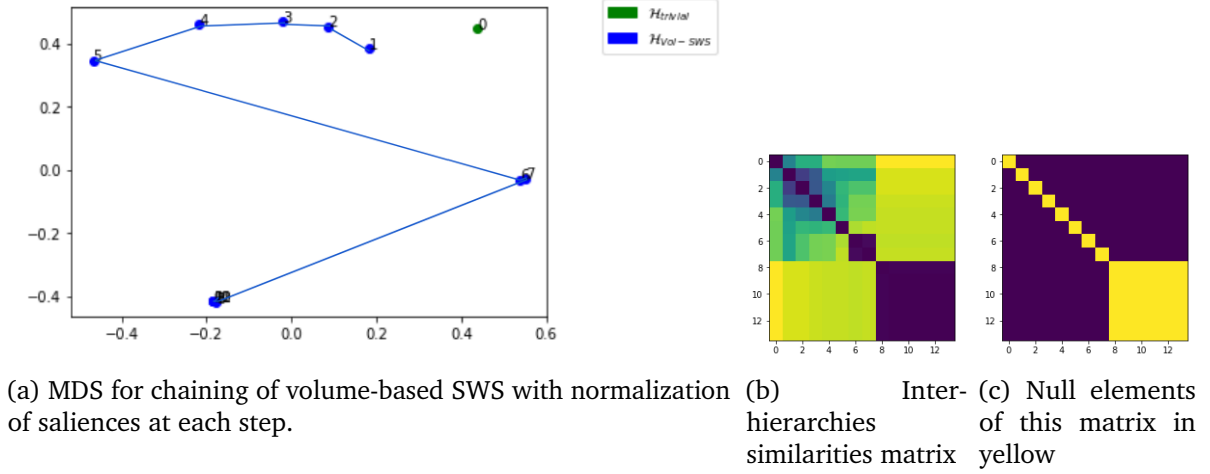 0.4
0.2
0.0
−0.2
−0.4
−0.4
−0.2
0.0
0.2
0.4
0.6
0
1
2
3
4
5
7
H_trivial
H_Vol−SWS
0
2
4
6
8
10
12
0 2 4 6 8 10 12
0
2
4
6
8
10
12
0 2 4 6 8 10 12
(a) MDS for chaining of volume-based SWS with normalization
of saliences at each step.
(b) Inter-
hierarchies
similarities matrix
(c) Null elements
of this matrix in
yellow